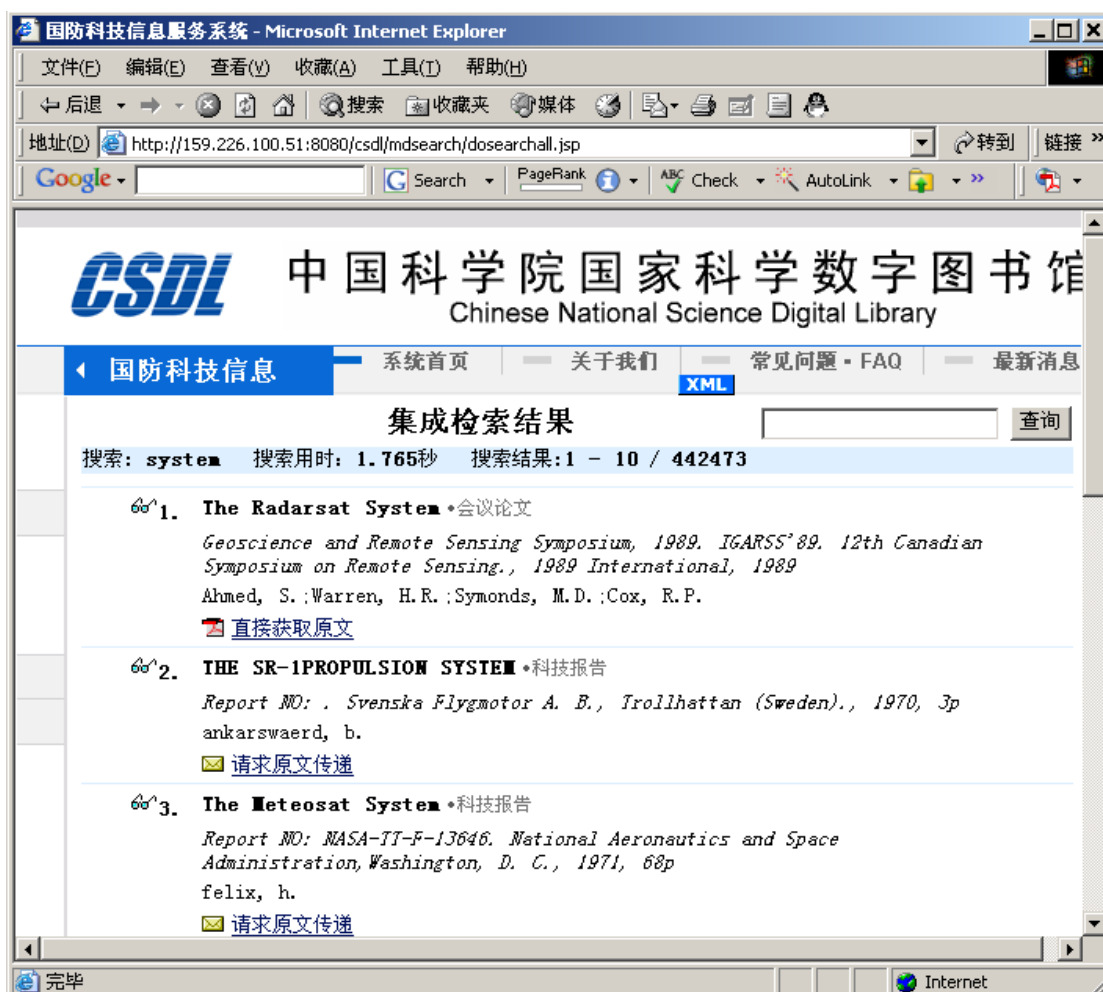 国防科技信息服务系统 - Microsoft Internet Explorer
文件(F) 编辑(E) 查看(V) 收藏(A) 工具(T) 帮助(H)
后退 搜索 收藏夹 媒体
地址(D) http://159.226.100.51:8080/csdl/mdsearch/dosearchall.jsp 转到 链接 »
Google Search PageRank ABC Check AutoLink »
CSDL 中国科学院国家科学数字图书馆
Chinese National Science Digital Library
国防科技信息 系统首页 关于我们 常见问题 - FAQ 最新消息
XML
集成检索结果 查询
搜索: system 搜索用时: 1.765秒 搜索结果:1 - 10 / 442473
1. The Radarsat System •会议论文
Geoscience and Remote Sensing Symposium, 1989. IGARSS'89. 12th Canadian
Symposium on Remote Sensing., 1989 International, 1989
Ahmed, S.;Warren, H.R.;Symonds, M.D.;Cox, R.P.
直接获取原文
2. THE SR-1PROPULSION SYSTEM •科技报告
Report NO: . Svenska Flygmotor A. B., Trollhattan (Sweden)., 1970, 3p
ankarswaerd, b.
请求原文传递
3. The Meteosat System •科技报告
Report NO: NASA-TT-F-13646. National Aeronautics and Space
Administration,Washington, D. C., 1971, 68p
felix, h.
请求原文传递
完毕 Internet